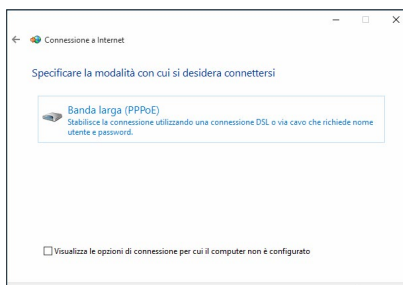 Connessione a Internet
Specificare la modalità con cui si desidera connettersi
Banda larga (PPPoE)
Stabilisce la connessione utilizzando una connessione DSL o via cavo che richiede nome
utente e password.
Visualizza le opzioni di connessione per cui il computer non è configurato